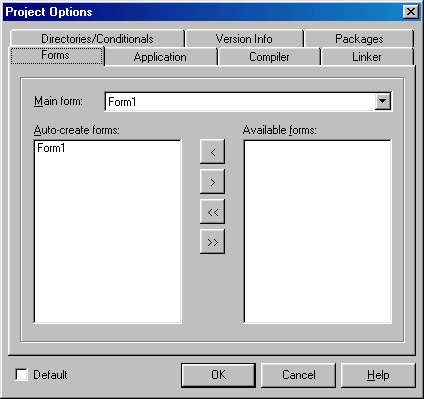 Project Options
Directories/Conditionals Version Info Packages
Forms Application Compiler Linker
Main form: Form1
Auto-create forms: Available forms:
Form1
<
>
<<
>>
Default OK Cancel Help